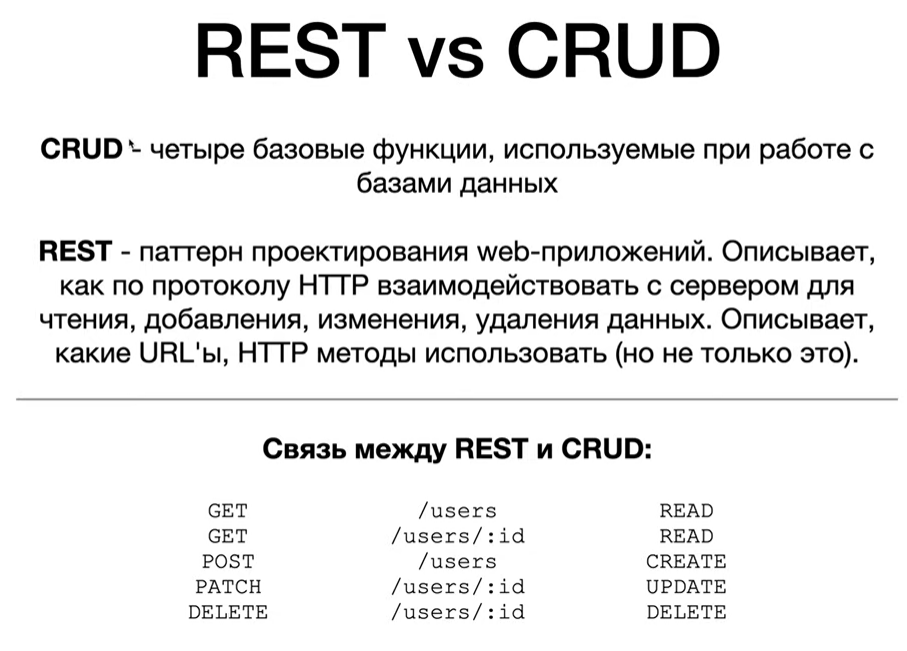 REST vs CRUD
CRUD - четыре базовые функции, используемые при работе с
базами данных
REST - паттерн проектирования web-приложений. Описывает,
как по протоколу HTTP взаимодействовать с сервером для
чтения, добавления, изменения, удаления данных. Описывает,
какие URL'ы, HTTP методы использовать (но не только это).
Связь между REST и CRUD:
GET /users READ
GET /users/:id READ
POST /users CREATE
PATCH /users/:id UPDATE
DELETE /users/:id DELETE